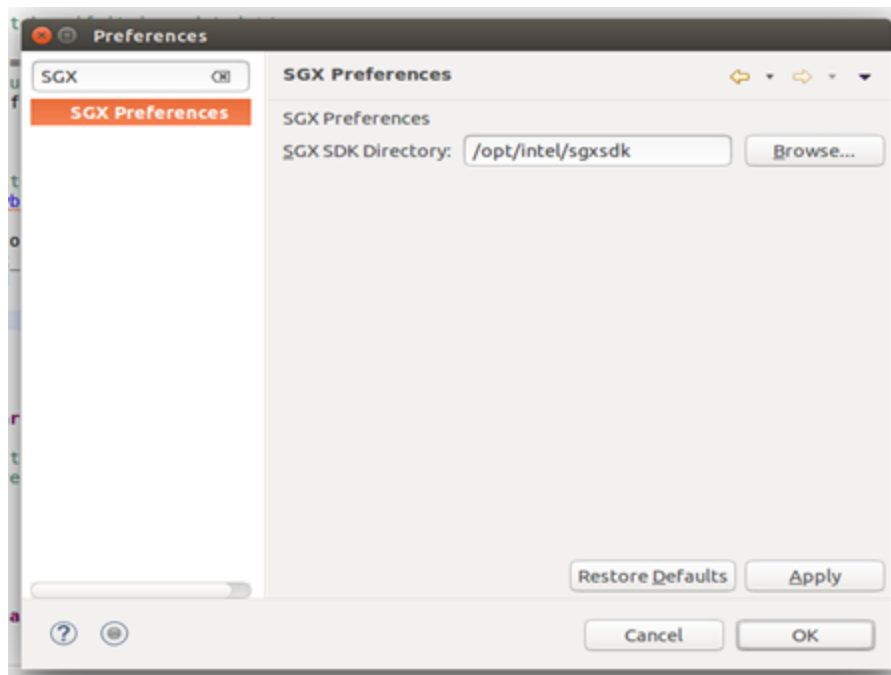 Preferences
SGX
SGX Preferences
SGX Preferences
SGX Preferences
SGX SDK Directory: /opt/intel/sgxsdk Browse...
Restore Defaults Apply
Cancel OK